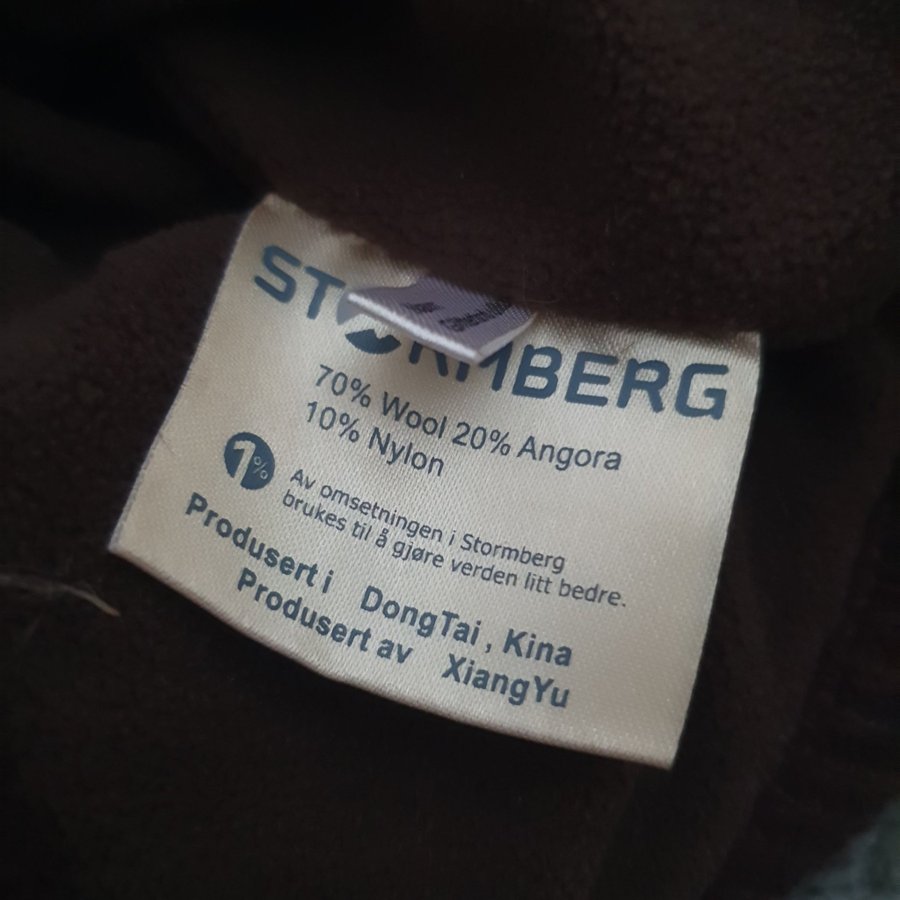 STORMBERG
70% Wool 20% Angora
10% Nylon
1%
Av omsetningen i Stormberg
brukes til å gjøre verden litt bedre.
Produsert i DongTai, Kina
Produsert av XiangYu